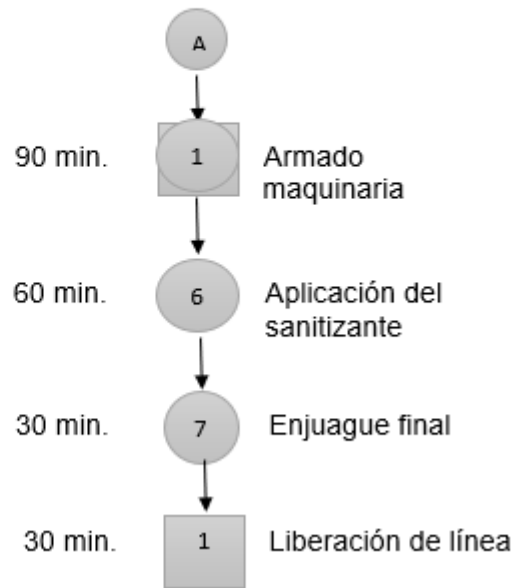 A
90 min. 1 Armado
maquinaria
60 min. 6 Aplicación del
sanitizante
30 min. 7 Enjuague final
30 min. 1 Liberación de línea